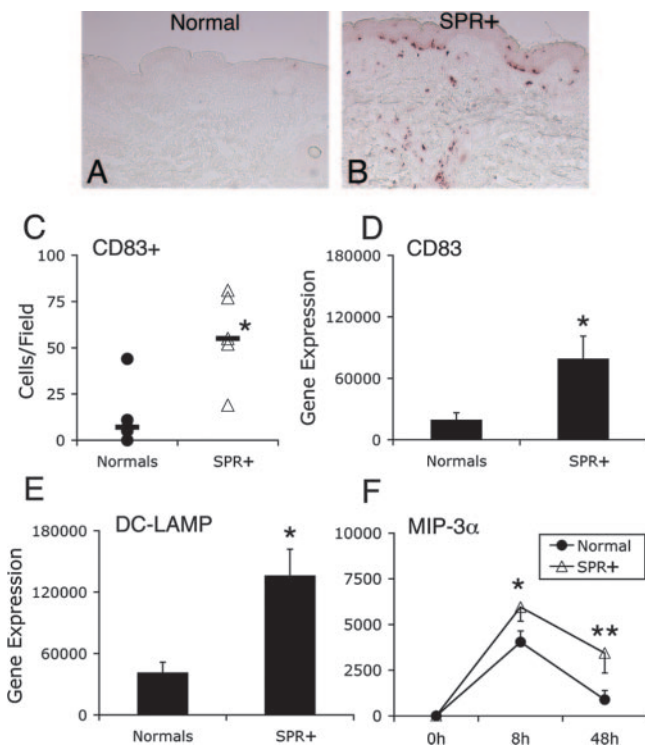 Normal
SPR+
A
B
C
CD83+
Cells/Field
100
75
50
25
0
*
Normals
SPR+
D
CD83
Gene Expression
180000
120000
60000
0
*
Normals
SPR+
E
DC-LAMP
Gene Expression
180000
120000
60000
0
*
Normals
SPR+
F
MIP-3α
10000
7500
5000
2500
0
Normal
SPR+
*
**
0h
8h
48h